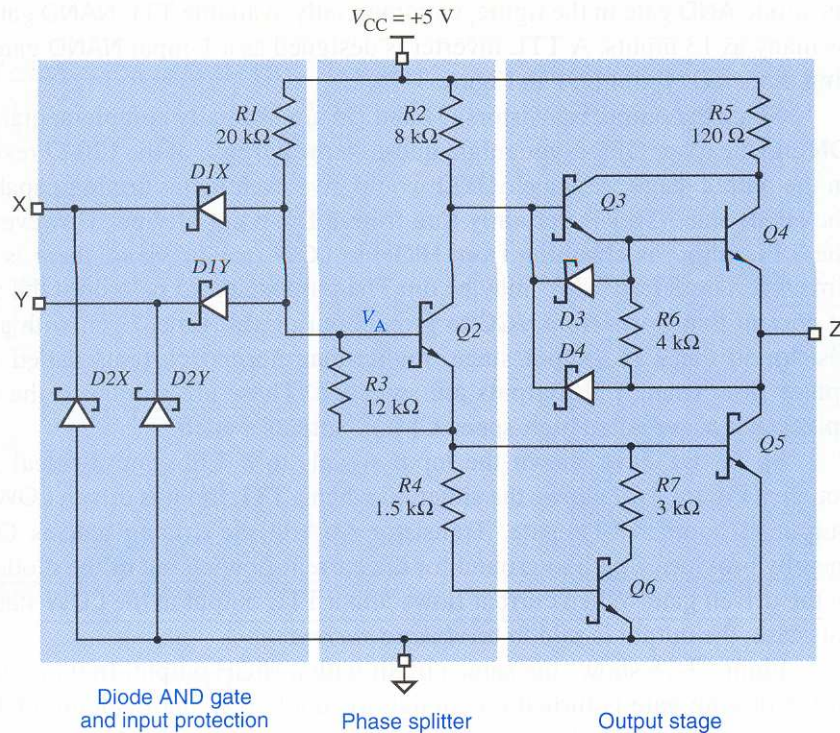 V_CC = +5 V
R1
20 kΩ
R2
8 kΩ
R5
120 Ω
D1X
X
Q3
Q4
D1Y
Y
V_A
Q2
D3
R6
4 kΩ
Z
D4
R3
12 kΩ
D2X
D2Y
Q5
R4
1.5 kΩ
R7
3 kΩ
Q6
Diode AND gate
and input protection
Phase splitter
Output stage